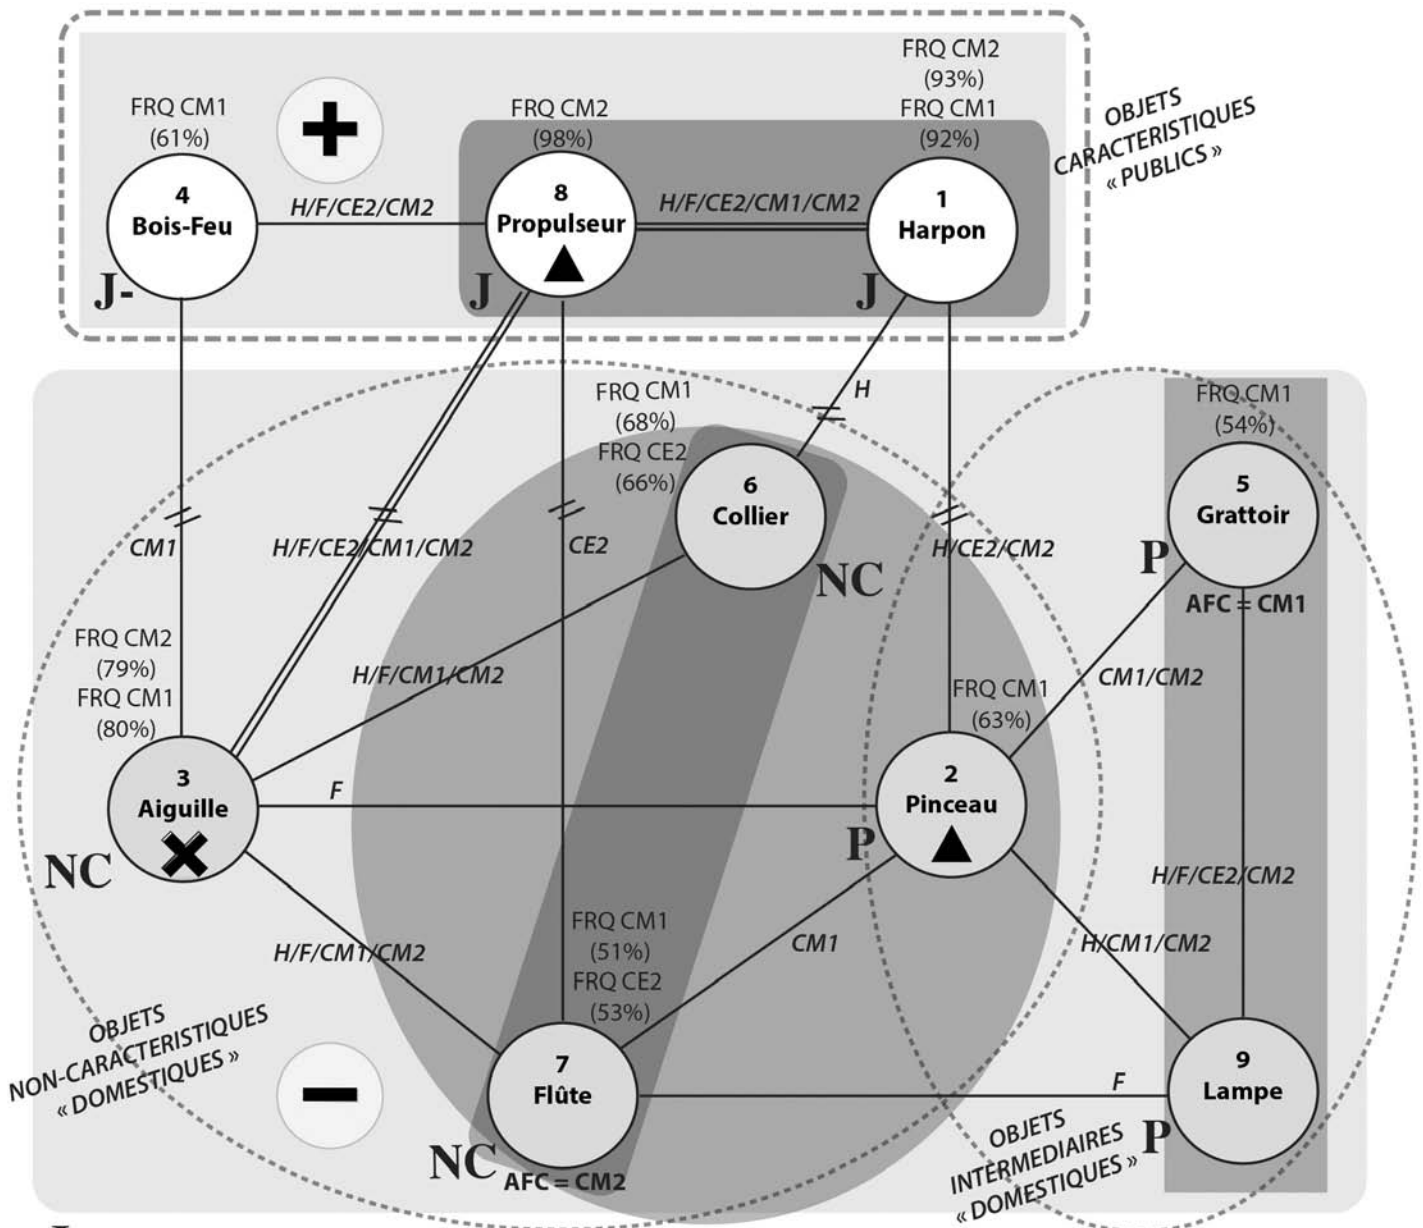 FRQ CM2
(93%)
FRQ CM1
(61%)
FRQ CM2
(98%)
FRQ CM1
(92%)
OBJETS
CARACTERISTIQUES
« PUBLICS »
4
Bois-Feu
J-
H/F/CE2/CM2
8
Propulseur
J
H/F/CE2/CM1/CM2
1
Harpon
J
H
FRQ CM1
(68%)
FRQ CE2
(66%)
6
Collier
NC
FRQ CM1
(54%)
5
Grattoir
P
AFC = CM1
CM1
H/F/CE2/CM1/CM2
CE2
H/CE2/CM2
FRQ CM2
(79%)
FRQ CM1
(80%)
H/F/CM1/CM2
FRQ CM1
(63%)
CM1/CM2
3
Aiguille
NC
F
2
Pinceau
P
H/F/CE2/CM2
H/F/CM1/CM2
FRQ CM1
(51%)
FRQ CE2
(53%)
CM1
H/CM1/CM2
OBJETS
NON-CARACTERISTIQUES
« DOMESTIQUES »
7
Flûte
NC
AFC = CM2
F
9
Lampe
P
OBJETS
INTERMEDIAIRES
« DOMESTIQUES »